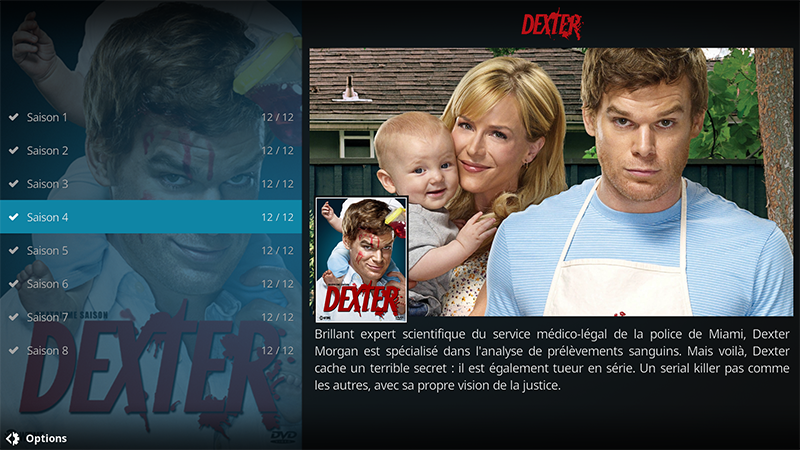 DEXTER
Saison 1 12 / 12
Saison 2 12 / 12
Saison 3 12 / 12
Saison 4 12 / 12
Saison 5 12 / 12
Saison 6 12 / 12
Saison 7 12 / 12
SAISON
Saison 8 12 / 12
DEXTER
DVD
DEXTER
Brillant expert scientifique du service médico-légal de la police de Miami, Dexter
Morgan est spécialisé dans l'analyse de prélèvements sanguins. Mais voilà, Dexter
cache un terrible secret : il est également tueur en série. Un serial killer pas comme
les autres, avec sa propre vision de la justice.
Options